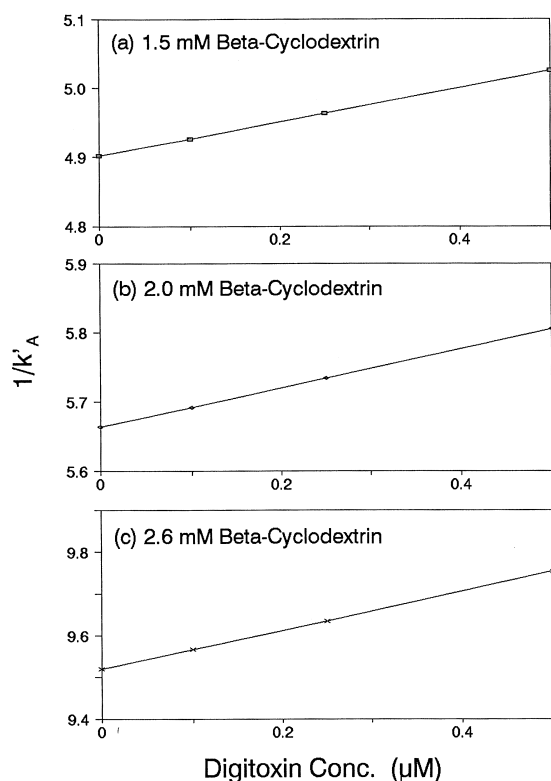 5.1
(a) 1.5 mM Beta-Cyclodextrin
5.0
4.9
4.8
0 0.2 0.4
5.9
(b) 2.0 mM Beta-Cyclodextrin
5.8
1/k'A
5.7
5.6
0 0.2 0.4
(c) 2.6 mM Beta-Cyclodextrin
9.8
9.6
9.4
0 0.2 0.4
Digitoxin Conc. (μM)